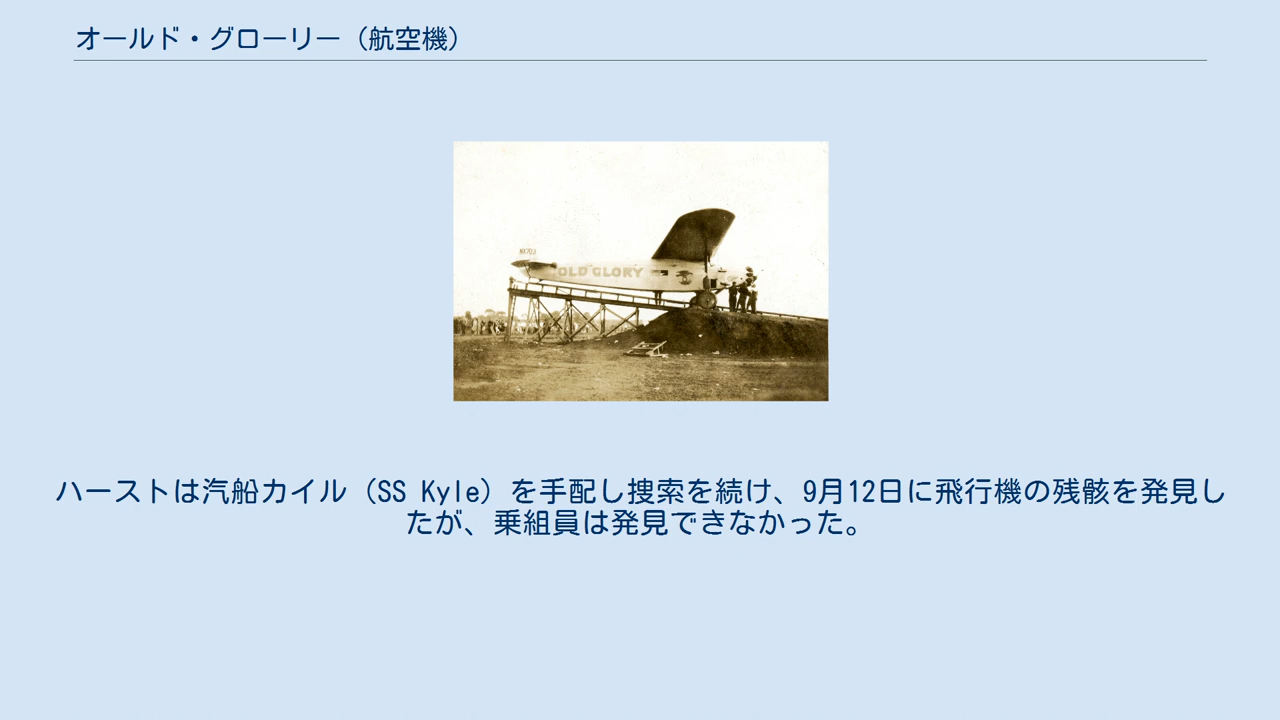 オールド・グローリー（航空機）
NX703
OLD GLORY
ハーストは汽船カイル（SS Kyle）を手配し捜索を続け、9月12日に飛行機の残骸を発見し
たが、乗組員は発見できなかった。